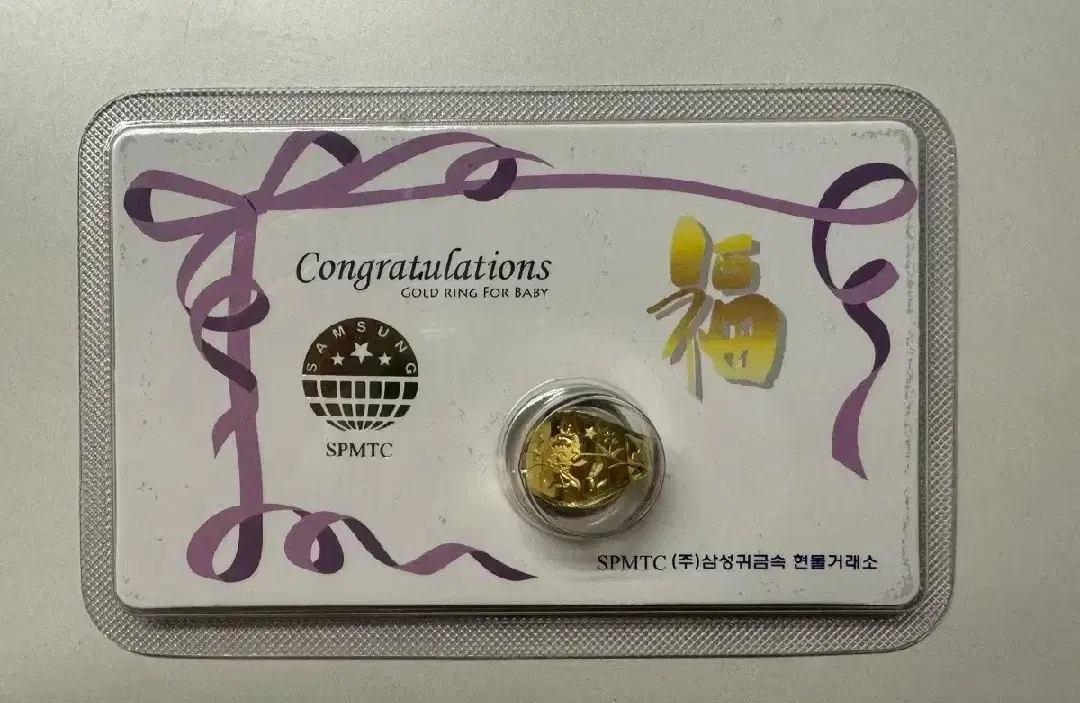 Congratulations
GOLD RING FOR BABY
福
SAMSUNG
SPMTC
SPMTC (주)삼성귀금속 현물거래소